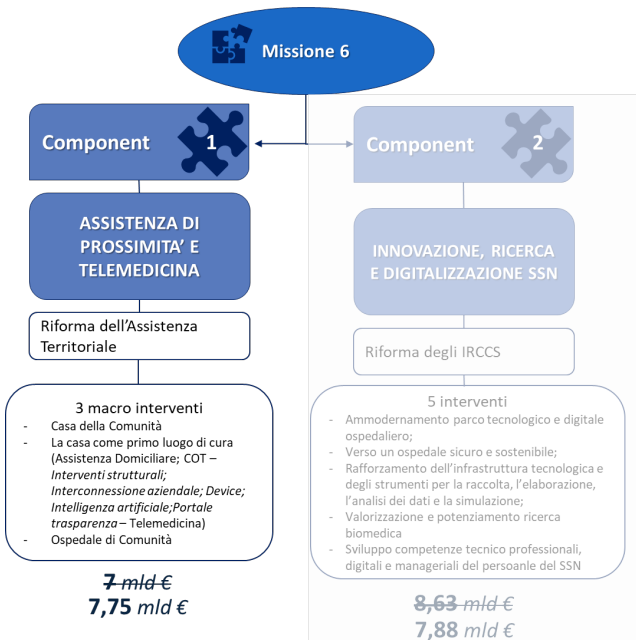 Missione 6
Component
1
ASSISTENZA DI
PROSSIMITA' E
TELEMEDICINA
Riforma dell'Assistenza
Territoriale
3 macro interventi
- Casa della Comunità
- La casa come primo luogo di cura
(Assistenza Domiciliare; COT –
Interventi strutturali;
Interconnessione aziendale; Device;
Intelligenza artificiale;Portale
trasparenza – Telemedicina)
- Ospedale di Comunità
7 mld €
7,75 mld €
Component
2
INNOVAZIONE, RICERCA
E DIGITALIZZAZIONE SSN
Riforma degli IRCCS
5 interventi
- Ammodernamento parco tecnologico e digitale
ospedaliero;
- Verso un ospedale sicuro e sostenibile;
- Rafforzamento dell'infrastruttura tecnologica e
degli strumenti per la raccolta, l'elaborazione,
l'analisi dei dati e la simulazione;
- Valorizzazione e potenziamento ricerca
biomedica
- Sviluppo competenze tecnico professionali,
digitali e manageriali del persoanle del SSN
8,63 mld €
7,88 mld €